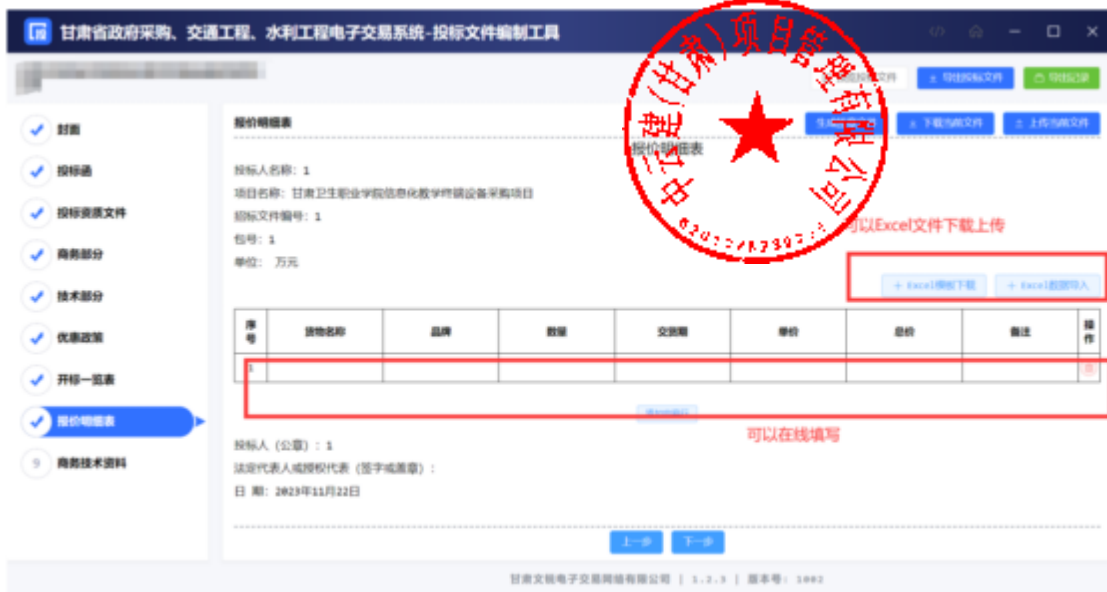 甘肃省政府采购、交通工程、水利工程电子交易系统-投标文件编制工具
导出投标文件
导出记录
封面
投标函
投标资质文件
商务部分
技术部分
优惠政策
开标一览表
报价明细表
9 商务技术资料
报价明细表
下载当前文件
上传当前文件
报价明细表
投标人名称: 1
项目名称: 甘肃卫生职业学院信息化教学终端设备采购项目
招标文件编号: 1
包号: 1
单位: 万元
中云建(甘肃)项目管理有限公司
可以Excel文件下载上传
+ Excel模板下载
+ Excel数据导入
序号 货物名称 品牌 数量 交货期 单价 总价 备注 操作
1
可以在线填写
投标人 (公章) : 1
法定代表人或授权代表 (签字或盖章) :
日 期: 2023年11月22日
上一步
下一步
甘肃文锐电子交易网络有限公司 | 1.2.3 | 版本号: 1002